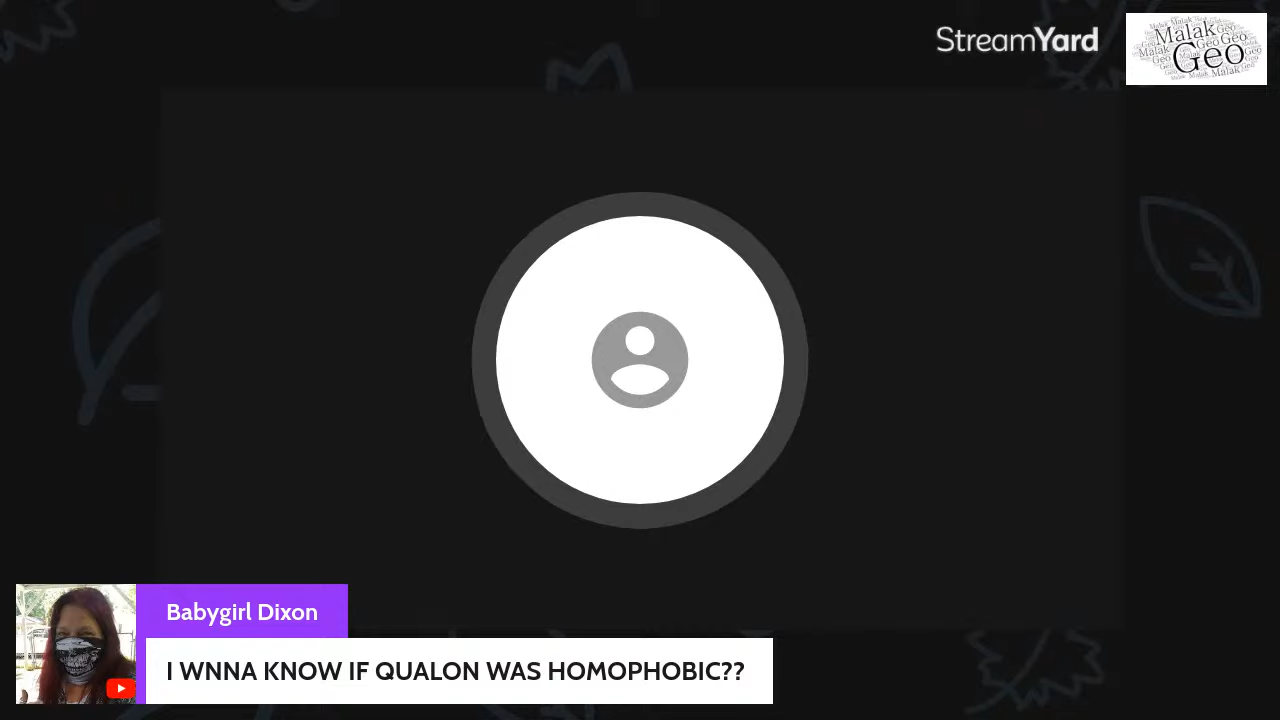 StreamYard
Malak
Geo
Babygirl Dixon
I WNNA KNOW IF QUALON WAS HOMOPHOBIC??